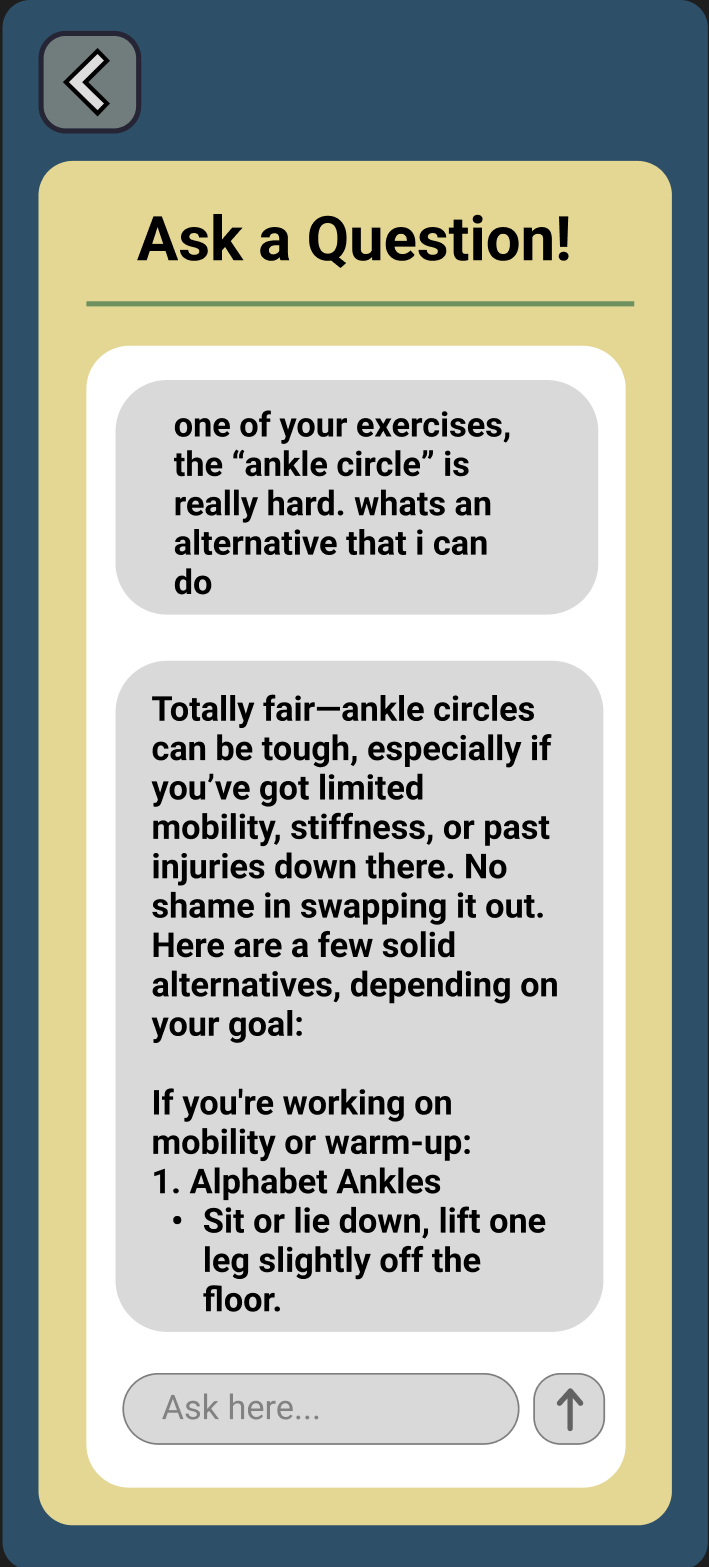 Ask a Question!
one of your exercises,
the “ankle circle” is
really hard. whats an
alternative that i can
do
Totally fair—ankle circles
can be tough, especially if
you’ve got limited
mobility, stiffness, or past
injuries down there. No
shame in swapping it out.
Here are a few solid
alternatives, depending on
your goal:
If you're working on
mobility or warm-up:
1. Alphabet Ankles
• Sit or lie down, lift one
leg slightly off the
floor.
Ask here...